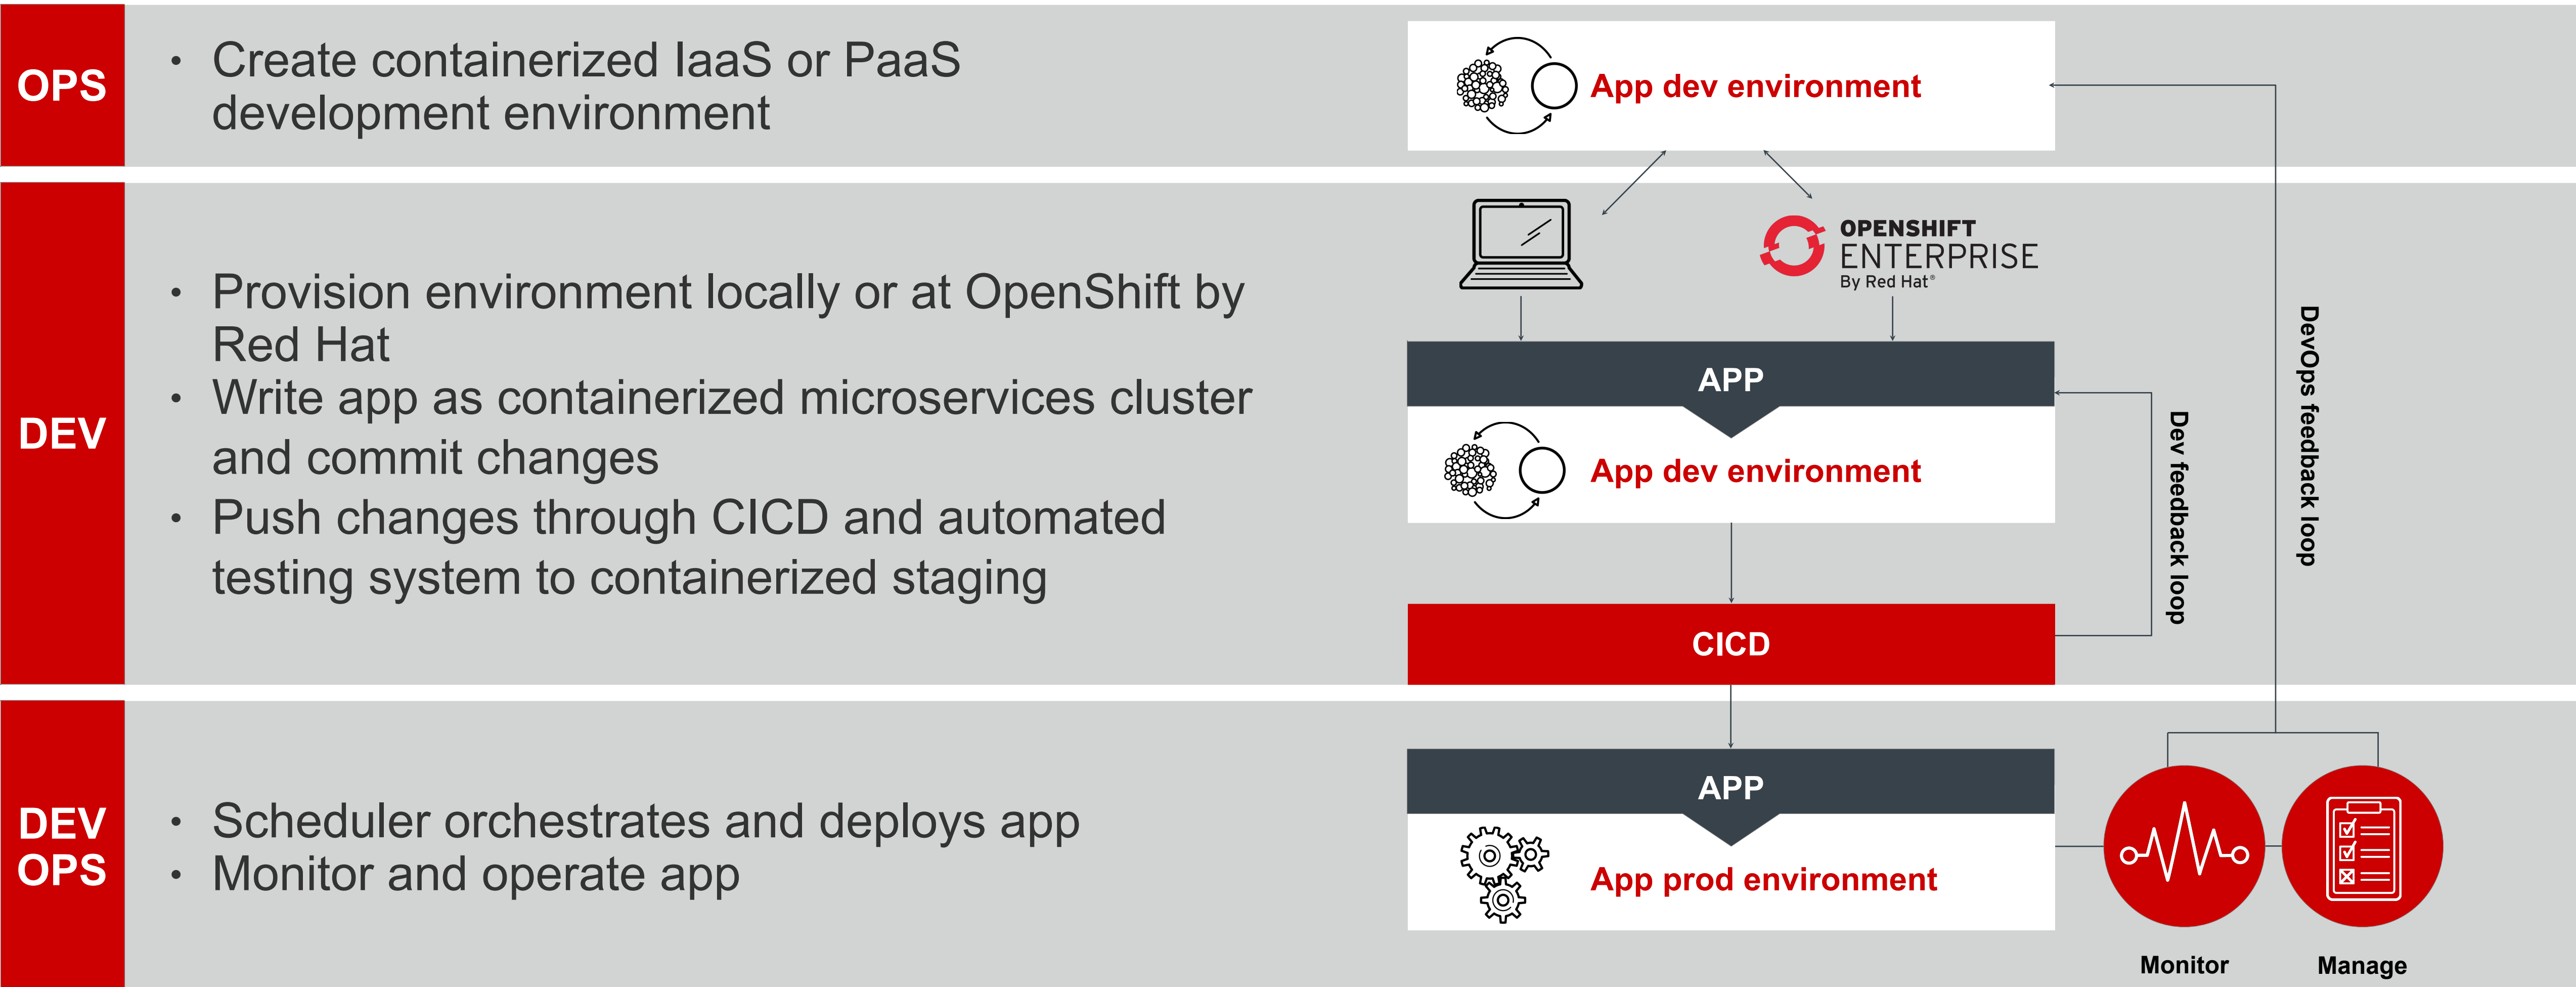 OPS
• Create containerized IaaS or PaaS
development environment
App dev environment
DEV
• Provision environment locally or at OpenShift by
Red Hat
• Write app as containerized microservices cluster
and commit changes
• Push changes through CICD and automated
testing system to containerized staging
OPENSHIFT
ENTERPRISE
By Red Hat®
APP
App dev environment
CICD
Dev feedback loop
DevOps feedback loop
DEV
OPS
• Scheduler orchestrates and deploys app
• Monitor and operate app
APP
App prod environment
Monitor
Manage